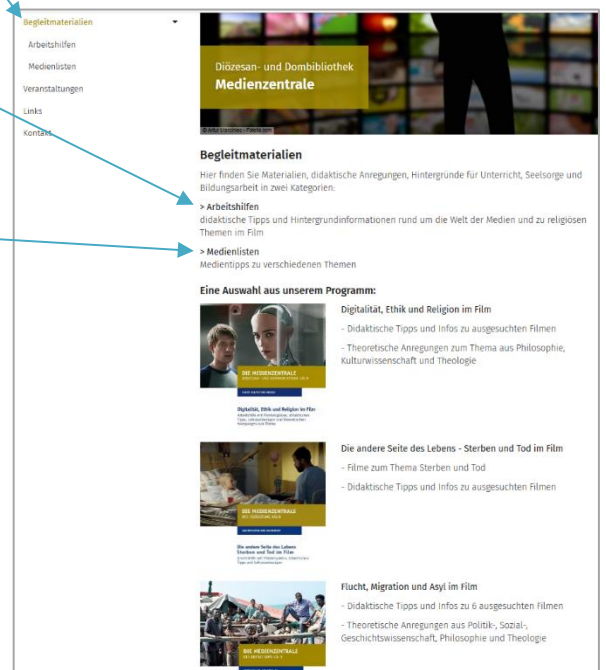 Begleitmaterialien
Arbeitshilfen
Medienlisten
Veranstaltungen
Links
Kontakt
Diözesan- und Dombibliothek
Medienzentrale
Begleitmaterialien
Hier finden Sie Materialien, didaktische Anregungen, Hintergründe für Unterricht, Seelsorge und
Bildungsarbeit in zwei Kategorien:
> Arbeitshilfen
didaktische Tipps und Hintergrundinformationen rund um die Welt der Medien und zu religiösen
Themen im Film
> Medienlisten
Medientipps zu verschiedenen Themen
Eine Auswahl aus unserem Programm:
Digitalität, Ethik und Religion im Film
- Didaktische Tipps und Infos zu ausgesuchten Filmen
- Theoretische Anregungen zum Thema aus Philosophie,
Kulturwissenschaft und Theologie
DIE MEDIENZENTRALE
Digitalität, Ethik und Religion im Film
Die andere Seite des Lebens - Sterben und Tod im Film
- Filme zum Thema Sterben und Tod
- Didaktische Tipps und Infos zu ausgesuchten Filmen
DIE MEDIENZENTRALE
Die andere Seite des Lebens
Sterben und Tod im Film
Flucht, Migration und Asyl im Film
- Didaktische Tipps und Infos zu 6 ausgesuchten Filmen
- Theoretische Anregungen aus Politik-, Sozial-,
Geschichtswissenschaft, Philosophie und Theologie
DIE MEDIENZENTRALE